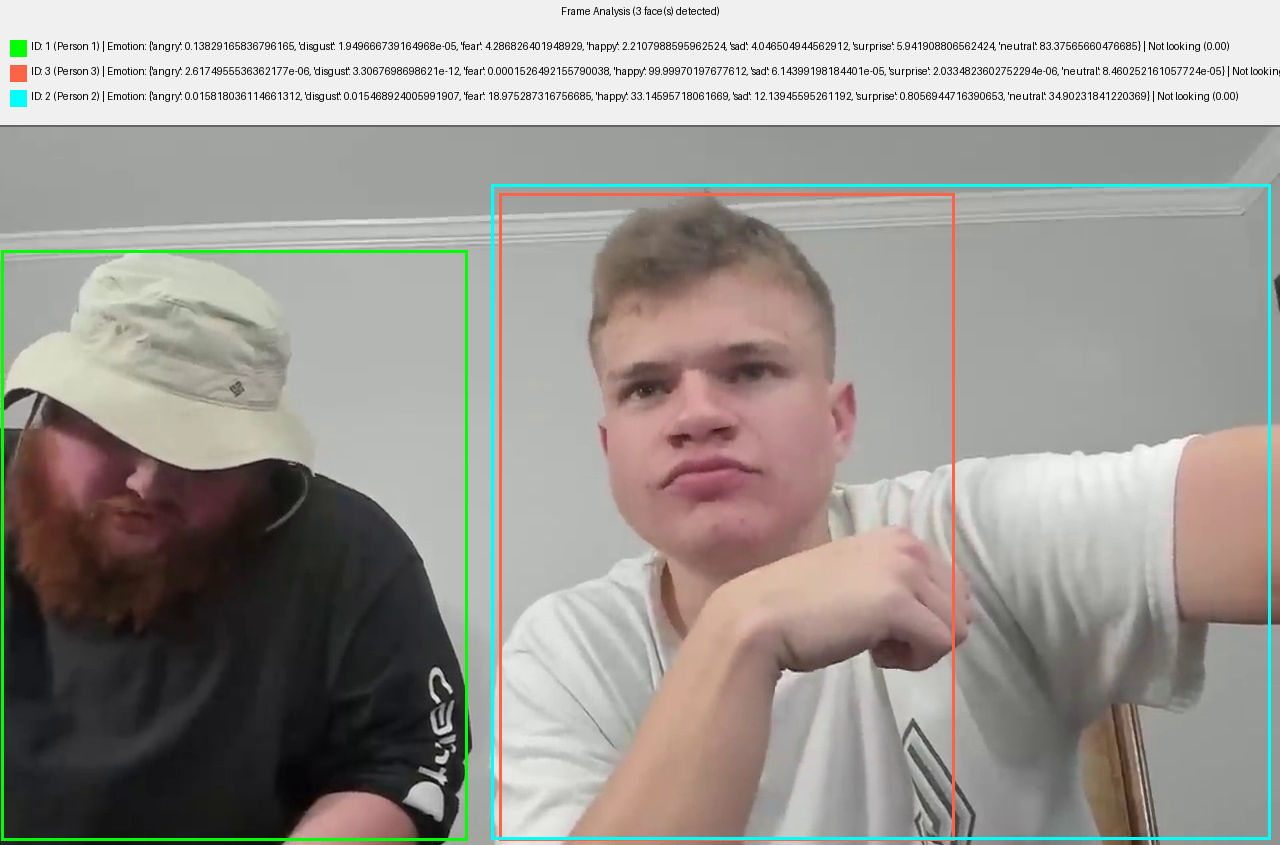 Frame Analysis (3 face(s) detected)
ID: 1 (Person 1) | Emotion: {'angry': 0.13829165836796165, 'disgust': 1.949666739164968e-05, 'fear': 4.286826401948929, 'happy': 2.2107988595962524, 'sad': 4.046504944562912, 'surprise': 5.941908806562424, 'neutral': 83.37565660476685} | Not looking (0.00)
ID: 3 (Person 3) | Emotion: {'angry': 2.6174955536362177e-06, 'disgust': 3.3067698698621e-12, 'fear': 0.0001526492155790038, 'happy': 99.99970197677612, 'sad': 6.14399198184401e-05, 'surprise': 2.0334823602752294e-06, 'neutral': 8.460252161057724e-05} | Not looking
ID: 2 (Person 2) | Emotion: {'angry': 0.015818036114661312, 'disgust': 0.015468924005991907, 'fear': 18.975287316756685, 'happy': 33.14595718061669, 'sad': 12.13945595261192, 'surprise': 0.8056944716390653, 'neutral': 34.90231841220369} | Not looking (0.00)